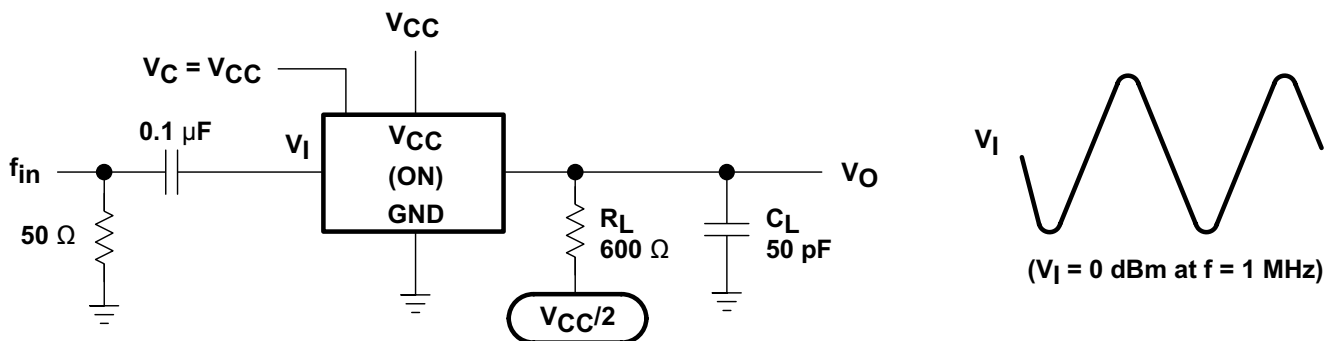 VCC
VC = VCC
0.1 µF
VI
VCC
(ON)
GND
fin
50 Ω
RL
600 Ω
CL
50 pF
VO
VCC/2
VI
(VI = 0 dBm at f = 1 MHz)